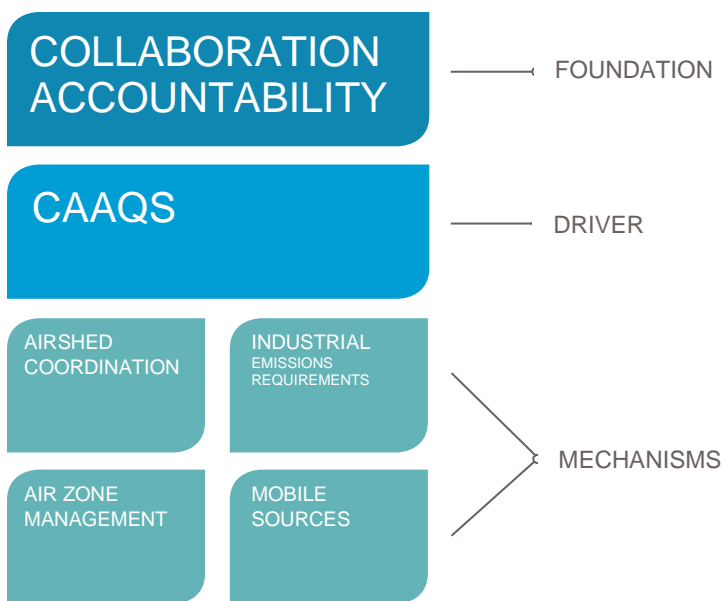 COLLABORATION
ACCOUNTABILITY
FOUNDATION
CAAQS
DRIVER
AIRSHED
COORDINATION
INDUSTRIAL
EMISSIONS
REQUIREMENTS
AIR ZONE
MANAGEMENT
MOBILE
SOURCES
MECHANISMS